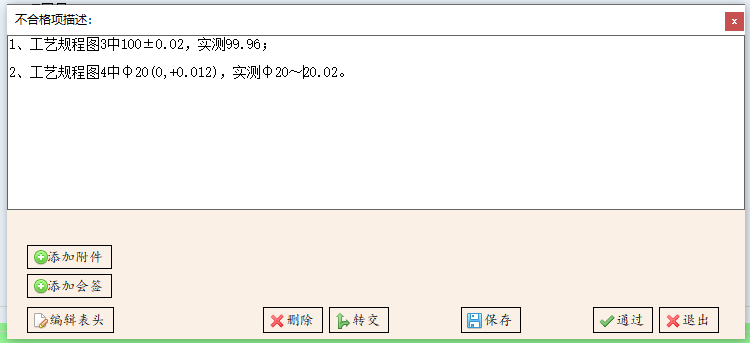 不合格项描述：
x
1、工艺规程图3中100±0.02，实测99.96；
2、工艺规程图4中Φ20(0,+0.012)，实测Φ20～20.02。
添加附件
添加会签
编辑表头 删除 转交 保存 通过 退出